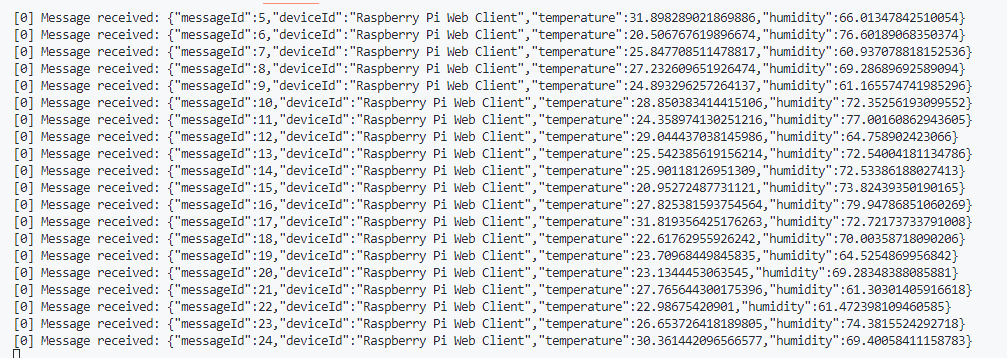 [0] Message received: {"messageId":5,"deviceId":"Raspberry Pi Web Client","temperature":31.898289021869886,"humidity":66.01347842510054}
[0] Message received: {"messageId":6,"deviceId":"Raspberry Pi Web Client","temperature":20.506767619896674,"humidity":76.60189068350374}
[0] Message received: {"messageId":7,"deviceId":"Raspberry Pi Web Client","temperature":25.847708511478817,"humidity":60.937078818152536}
[0] Message received: {"messageId":8,"deviceId":"Raspberry Pi Web Client","temperature":27.232609651926474,"humidity":69.28689692589094}
[0] Message received: {"messageId":9,"deviceId":"Raspberry Pi Web Client","temperature":24.893296257264137,"humidity":61.165574741985296}
[0] Message received: {"messageId":10,"deviceId":"Raspberry Pi Web Client","temperature":28.850383414415106,"humidity":72.35256193099552}
[0] Message received: {"messageId":11,"deviceId":"Raspberry Pi Web Client","temperature":24.358974130251216,"humidity":77.00160862943605}
[0] Message received: {"messageId":12,"deviceId":"Raspberry Pi Web Client","temperature":29.044437038145986,"humidity":64.758902423066}
[0] Message received: {"messageId":13,"deviceId":"Raspberry Pi Web Client","temperature":25.542385619156214,"humidity":72.54004181134786}
[0] Message received: {"messageId":14,"deviceId":"Raspberry Pi Web Client","temperature":25.90118126951309,"humidity":72.53386188027413}
[0] Message received: {"messageId":15,"deviceId":"Raspberry Pi Web Client","temperature":20.95272487731121,"humidity":73.82439350190165}
[0] Message received: {"messageId":16,"deviceId":"Raspberry Pi Web Client","temperature":27.825381593754564,"humidity":79.94786851060269}
[0] Message received: {"messageId":17,"deviceId":"Raspberry Pi Web Client","temperature":31.819356425176263,"humidity":72.72173733791008}
[0] Message received: {"messageId":18,"deviceId":"Raspberry Pi Web Client","temperature":22.61762955926242,"humidity":70.00358718090206}
[0] Message received: {"messageId":19,"deviceId":"Raspberry Pi Web Client","temperature":23.70968449845835,"humidity":64.5254869956842}
[0] Message received: {"messageId":20,"deviceId":"Raspberry Pi Web Client","temperature":23.1344453063545,"humidity":69.28348388085881}
[0] Message received: {"messageId":21,"deviceId":"Raspberry Pi Web Client","temperature":27.765644300175396,"humidity":61.30301405916618}
[0] Message received: {"messageId":22,"deviceId":"Raspberry Pi Web Client","temperature":22.98675420901,"humidity":61.472398109460585}
[0] Message received: {"messageId":23,"deviceId":"Raspberry Pi Web Client","temperature":26.653726418189805,"humidity":74.3815524292718}
[0] Message received: {"messageId":24,"deviceId":"Raspberry Pi Web Client","temperature":30.361442096566577,"humidity":69.40058411158783}